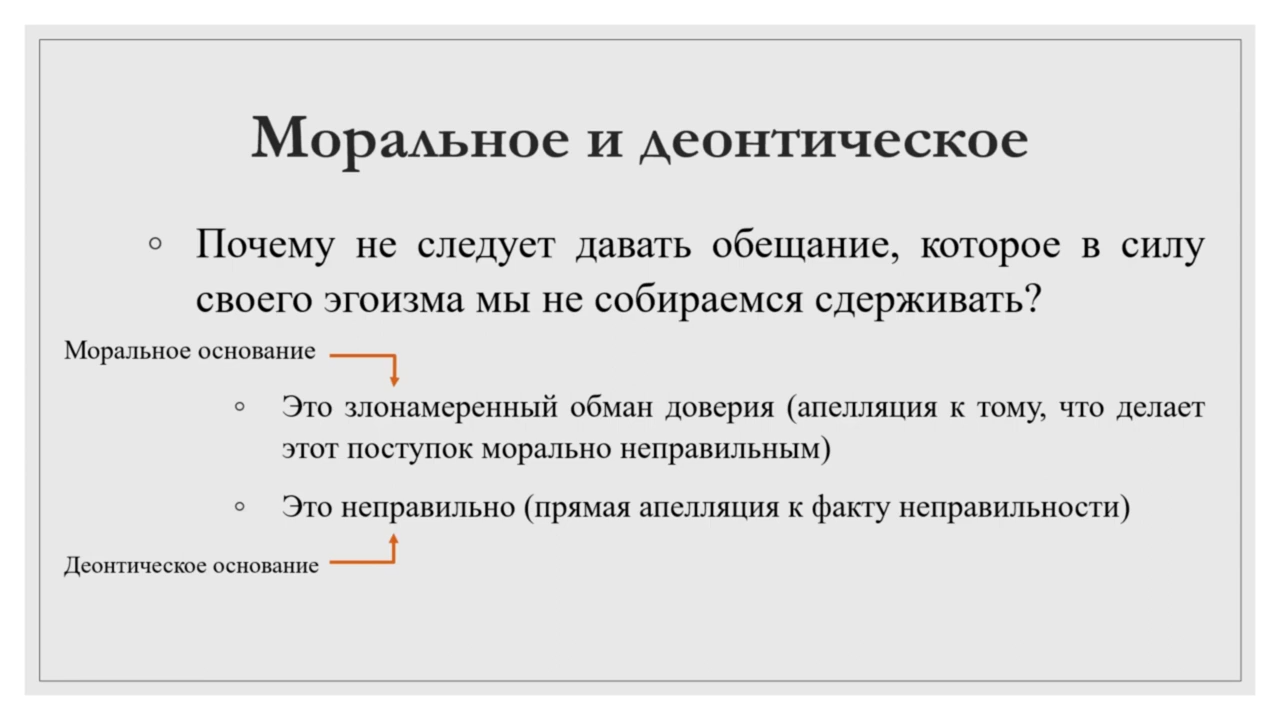 Моральное и деонтическое
Почему не следует давать обещание, которое в силу
своего эгоизма мы не собираемся сдерживать?
Моральное основание
Это злонамеренный обман доверия (апелляция к тому, что делает
этот поступок морально неправильным)
Это неправильно (прямая апелляция к факту неправильности)
Деонтическое основание